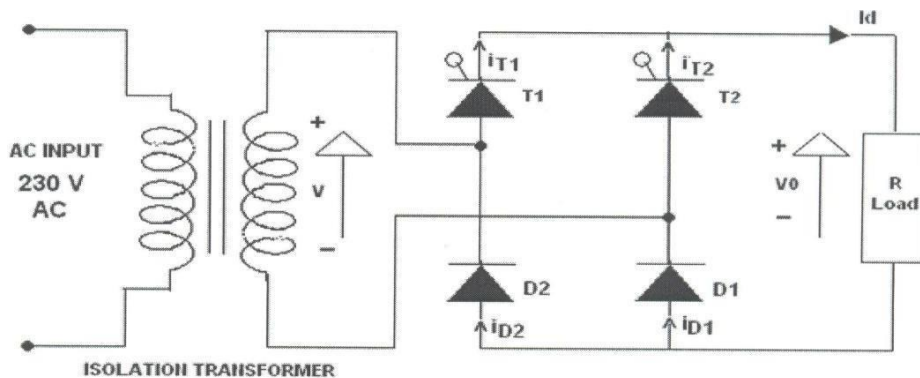 Id
iT1
iT2
T1
T2
AC INPUT
230 V
AC
+
V
-
+
V0
-
R
Load
D2
D1
iD2
iD1
ISOLATION TRANSFORMER